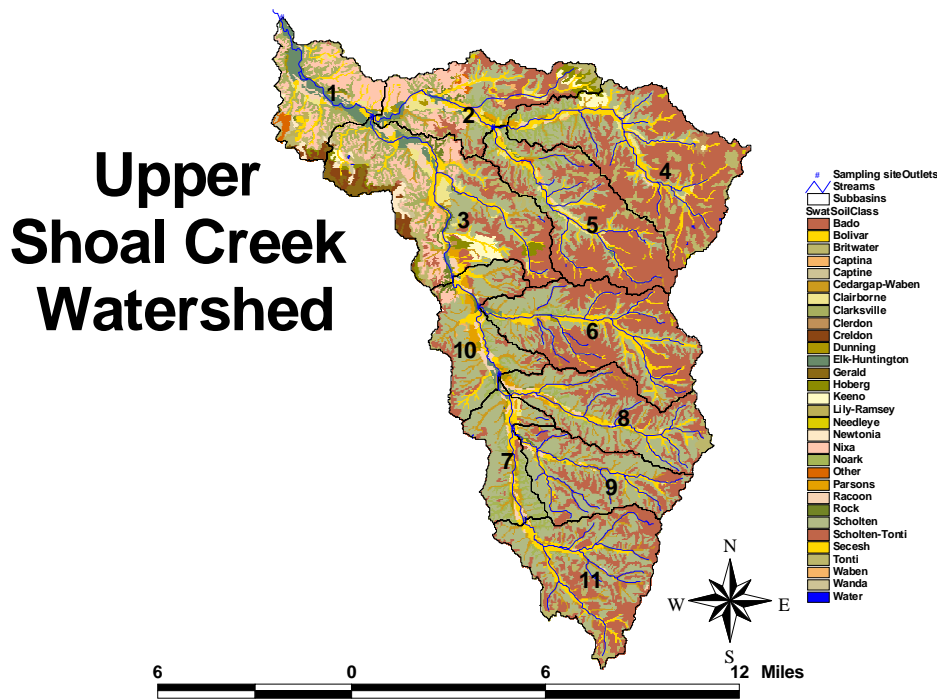 Upper
Shoal Creek
Watershed
1
2
4
5
3
6
10
8
7
9
11
# Sampling siteOutlets
Streams
Subbasins
SwatSoilClass
Bado
Bolivar
Britwater
Captina
Captine
Cedargap-Waben
Clairborne
Clarksville
Clerdon
Creldon
Dunning
Elk-Huntington
Gerald
Hoberg
Keeno
Lily-Ramsey
Needleye
Newtonia
Nixa
Noark
Other
Parsons
Racoon
Rock
Scholten
Scholten-Tonti
Secesh
Tonti
Waben
Wanda
Water
N
W E
S
6 0 6 12 Miles